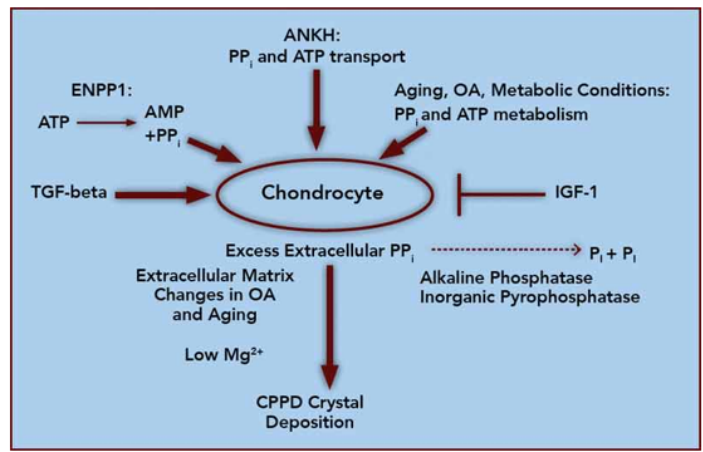 ANKH:
PPi and ATP transport
ENPP1:
ATP
AMP
+PPi
Aging, OA, Metabolic Conditions:
PPi and ATP metabolism
TGF-beta
Chondrocyte
IGF-1
Excess Extracellular PPi
Pi + Pi
Extracellular Matrix
Changes in OA
and Aging
Alkaline Phosphatase
Inorganic Pyrophosphatase
Low Mg²⁺
CPPD Crystal
Deposition